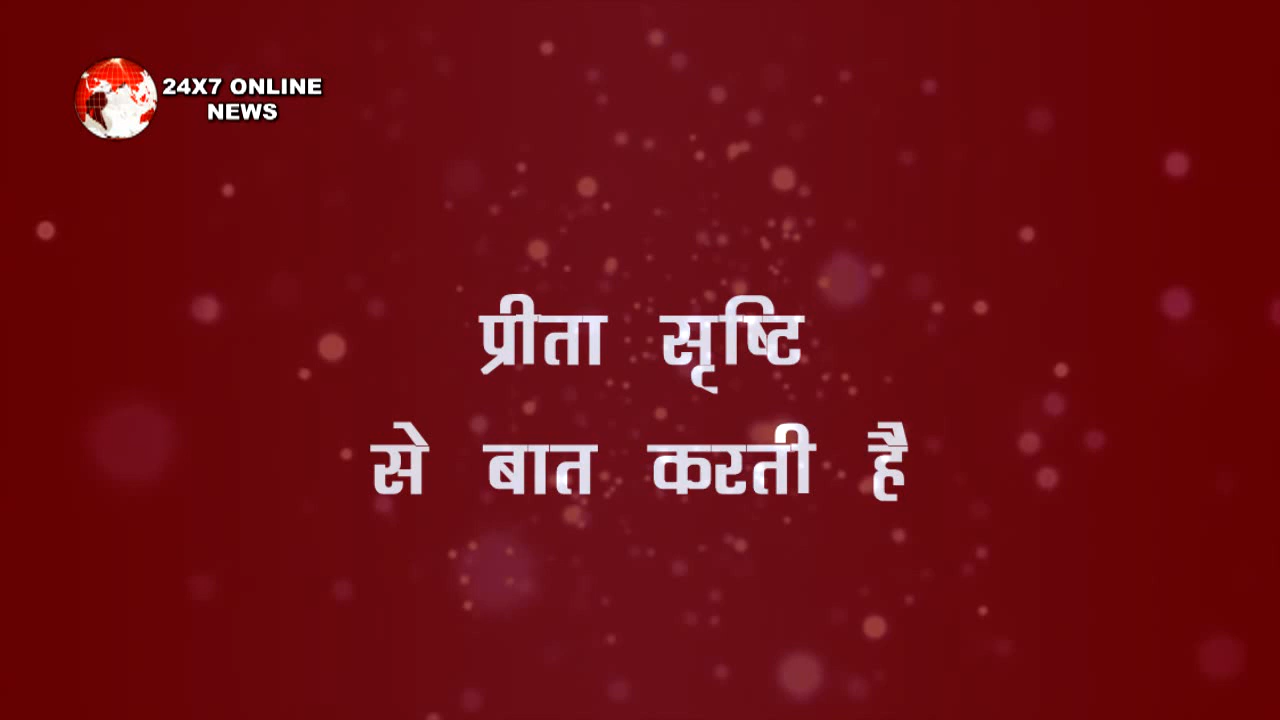 24X7 ONLINE
NEWS
प्रीता सृष्टि
से बात करती है